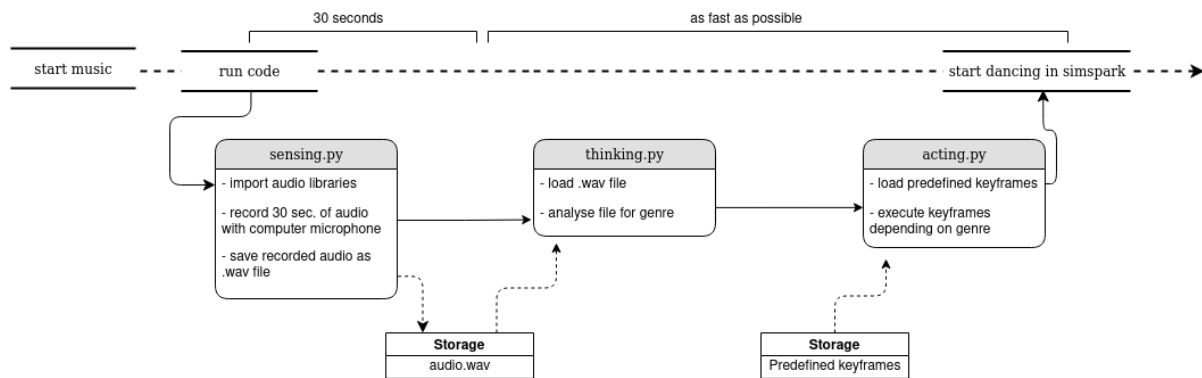 30 seconds
as fast as possible
start music
run code
start dancing in simspark
sensing.py
- import audio libraries
- record 30 sec. of audio
with computer microphone
- save recorded audio as
.wav file
thinking.py
- load .wav file
- analyse file for genre
acting.py
- load predefined keyframes
- execute keyframes
depending on genre
Storage
audio.wav
Storage
Predefined keyframes